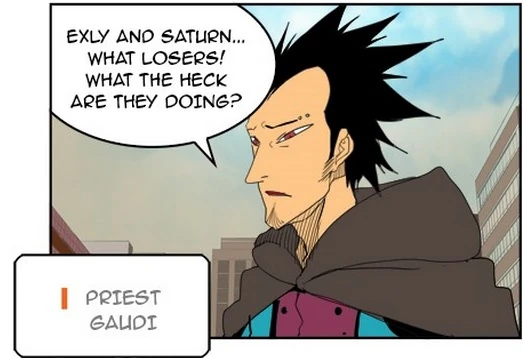 EXLY AND SATURN...
WHAT LOSERS!
WHAT THE HECK
ARE THEY DOING?
PRIEST
GAUDI